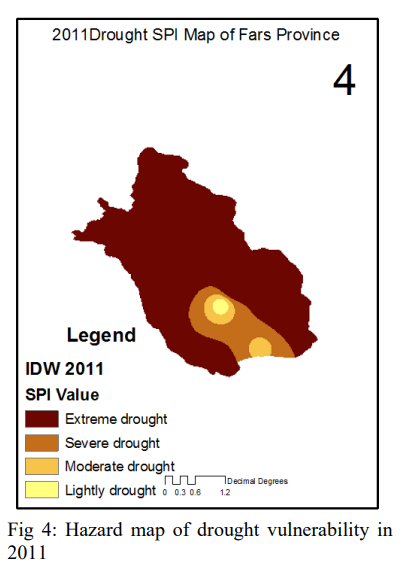 2011Drought SPI Map of Fars Province
4
Legend
IDW 2011
SPI Value
Extreme drought
Severe drought
Moderate drought
Lightly drought
Decimal Degrees
0 0.3 0.6 1.2
Fig 4: Hazard map of drought vulnerability in
2011